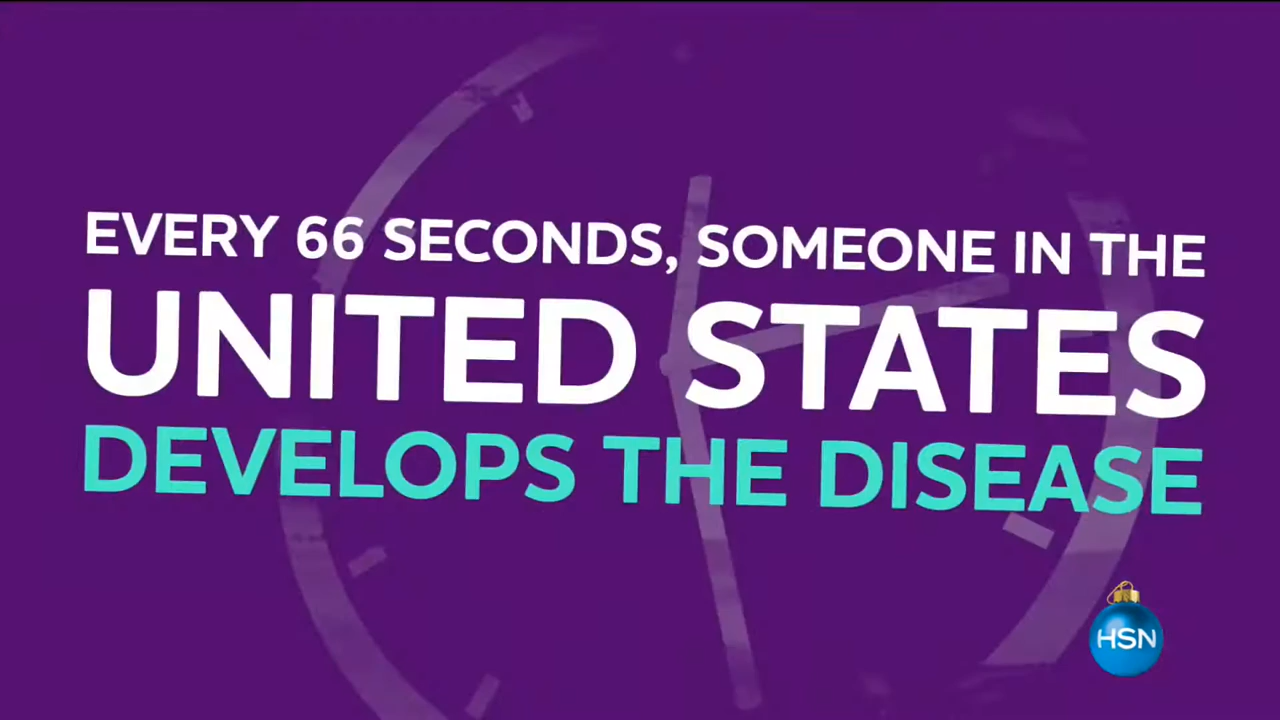 EVERY 66 SECONDS, SOMEONE IN THE
UNITED STATES
DEVELOPS THE DISEASE
HSN